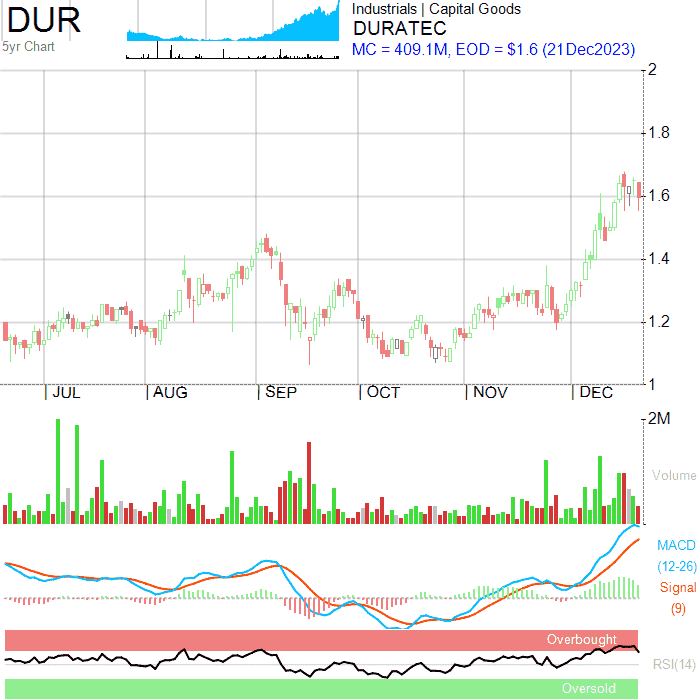 DUR
5yr Chart
Industrials | Capital Goods
DURATEC
MC = 409.1M, EOD = $1.6 (21Dec2023)
2
1.8
1.6
1.4
1.2
1
JUL AUG SEP OCT NOV DEC
2M
Volume
MACD
(12-26)
Signal
(9)
Overbought
RSI(14)
Oversold